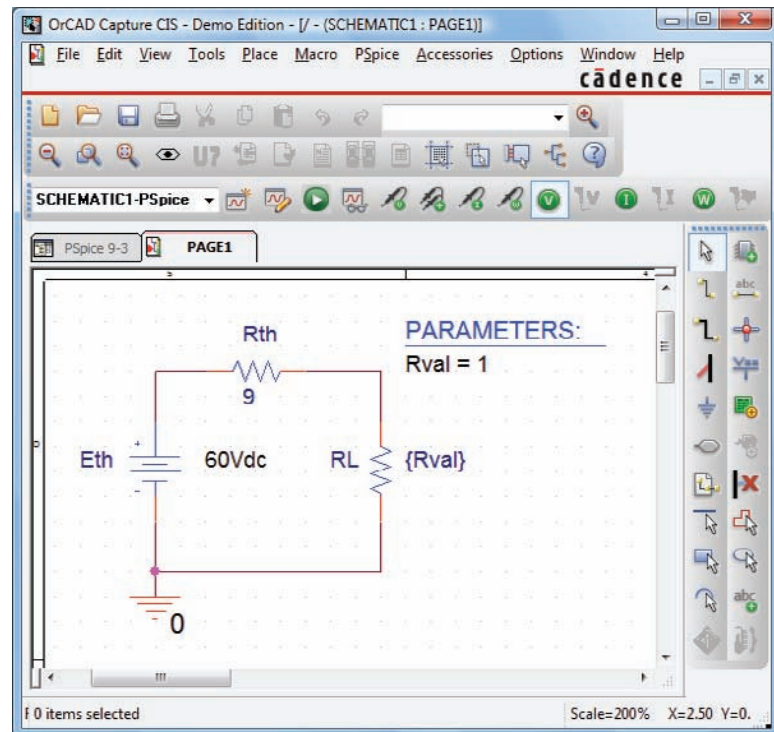 OrCAD Capture CIS - Demo Edition - [/ - (SCHEMATIC1 : PAGE1)]
File Edit View Tools Place Macro PSpice Accessories Options Window Help
cādence
U?
SCHEMATIC1-PSpice
V
V
I
I
W
PSpice 9-3
PAGE1
abc
Rth
PARAMETERS:
Rval = 1
9
+
Eth
60Vdc
RL
{Rval}
-
0
abc
0 items selected
Scale=200% X=2.50 Y=0.